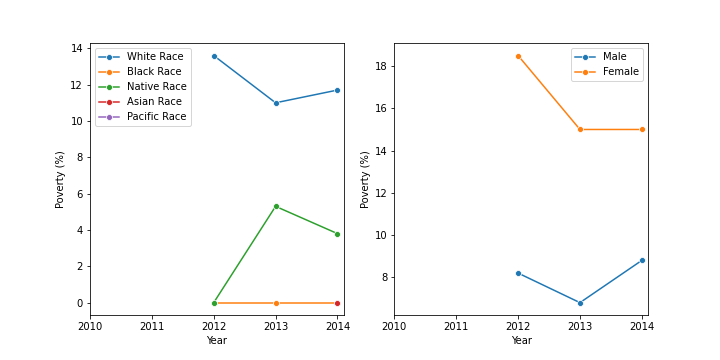 14
12
10
8
6
4
2
0
Poverty (%)
2010 2011 2012 2013 2014
Year
White Race
Black Race
Native Race
Asian Race
Pacific Race
18
16
14
12
10
8
Poverty (%)
2010 2011 2012 2013 2014
Year
Male
Female